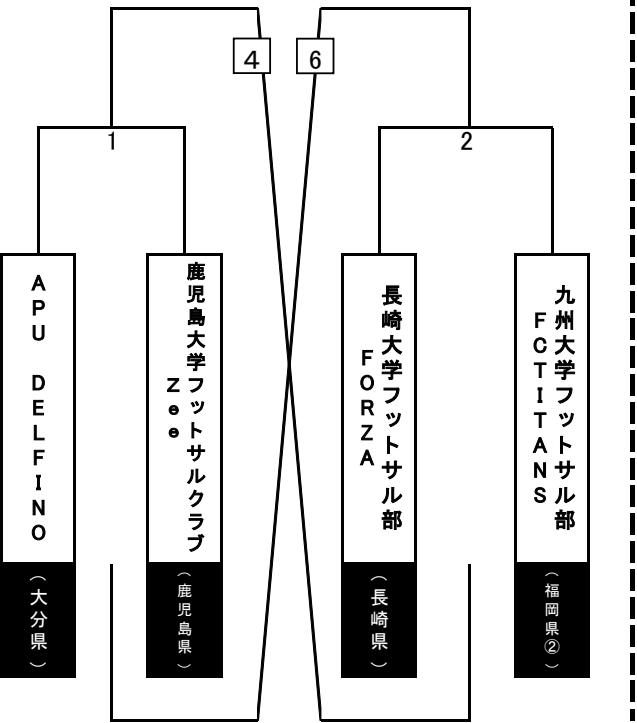 4
6
1
2
APU DELFINO
（大分県）
鹿児島大学フットサルクラブ
Zee
（鹿児島県）
長崎大学フットサル部
FORZA
（長崎県）
九州大学フットサル部
FCTITANS
（福岡県②）